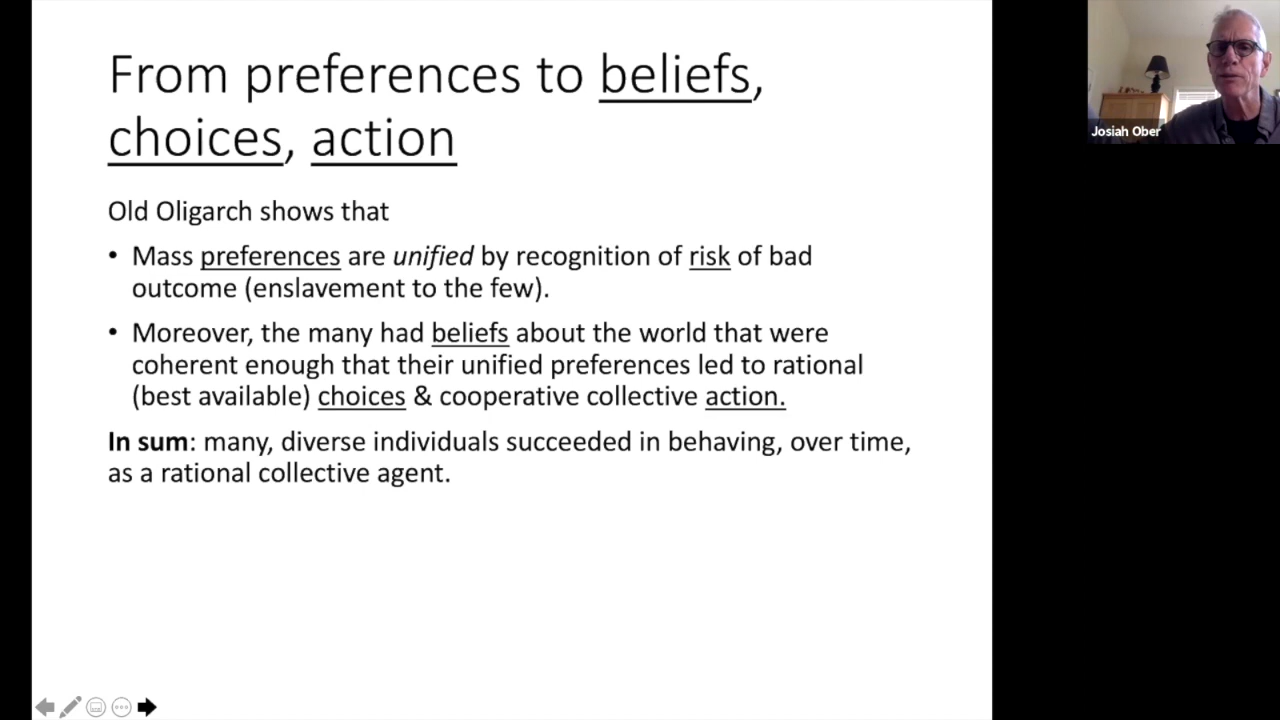 From preferences to beliefs,
choices, action
Old Oligarch shows that
• Mass preferences are unified by recognition of risk of bad
outcome (enslavement to the few).
• Moreover, the many had beliefs about the world that were
coherent enough that their unified preferences led to rational
(best available) choices & cooperative collective action.
In sum: many, diverse individuals succeeded in behaving, over time,
as a rational collective agent.
Josiah Ober